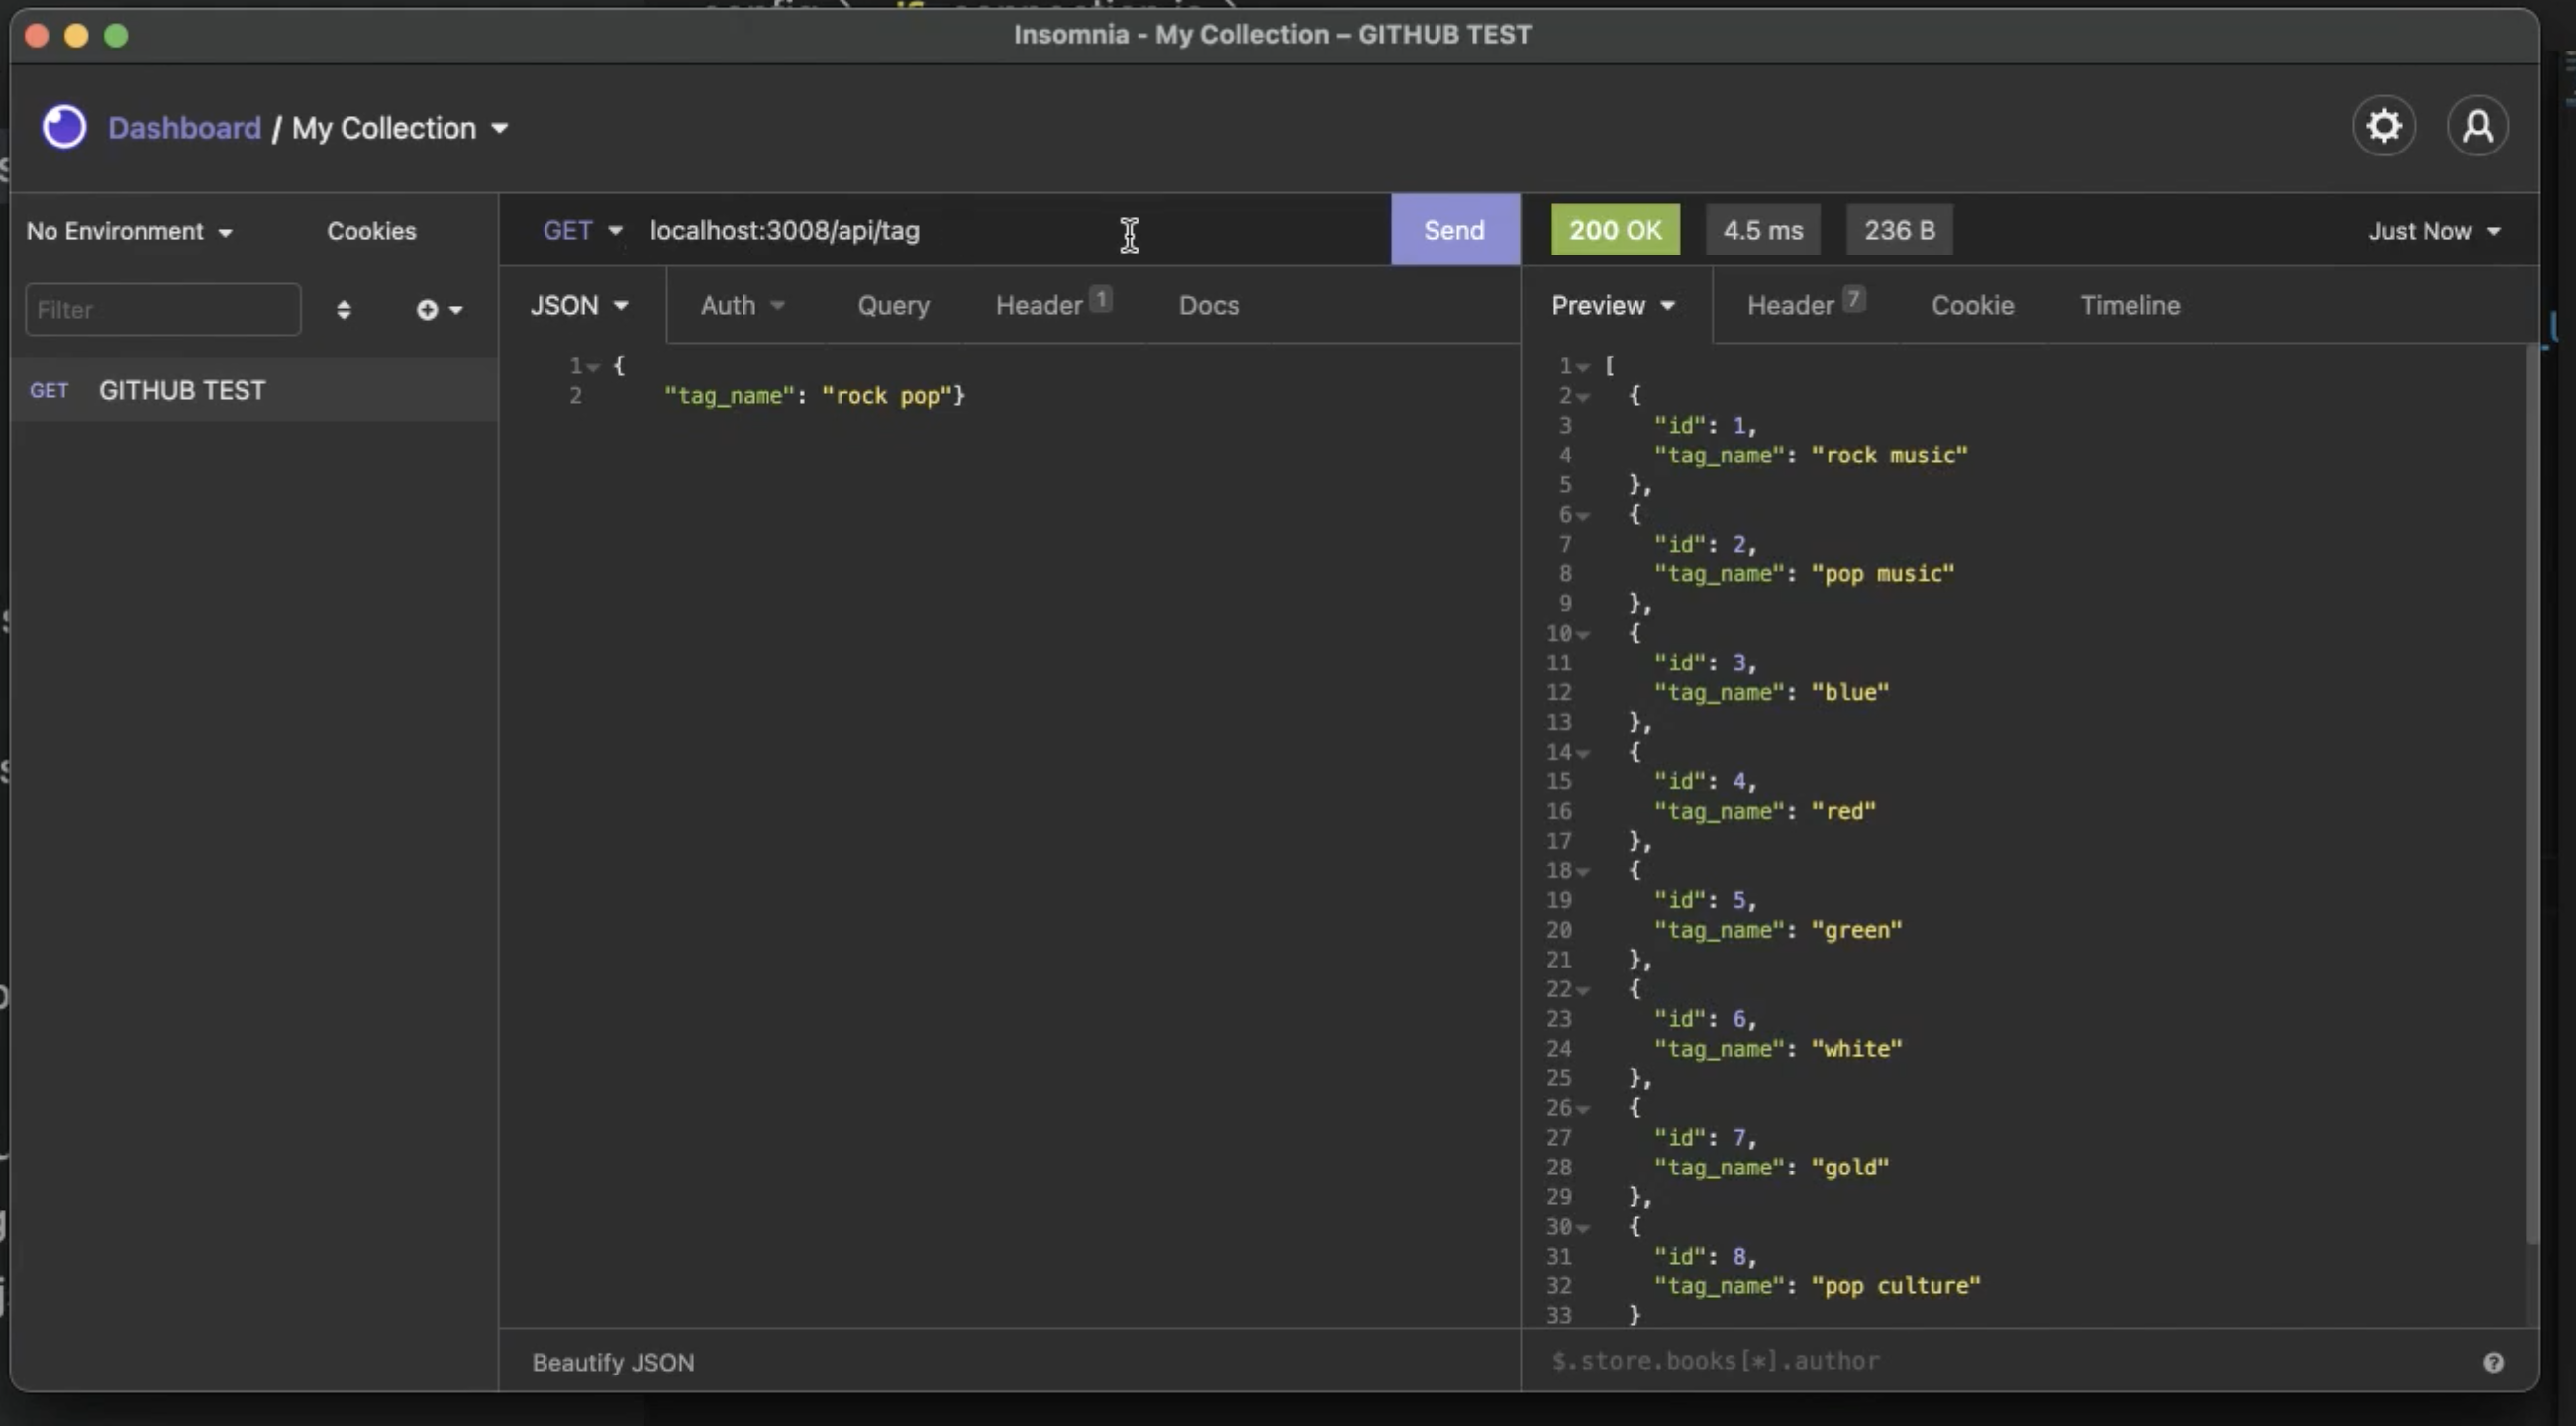 Insomnia - My Collection – GITHUB TEST
Dashboard / My Collection
No Environment
Cookies
GET localhost:3008/api/tag
Send
200 OK
4.5 ms
236 B
Just Now
Filter
JSON
Auth
Query
Header 1
Docs
Preview
Header 7
Cookie
Timeline
GET GITHUB TEST
1 {
2 "tag_name": "rock pop"}
1 [
2 {
3 "id": 1,
4 "tag_name": "rock music"
5 },
6 {
7 "id": 2,
8 "tag_name": "pop music"
9 },
10 {
11 "id": 3,
12 "tag_name": "blue"
13 },
14 {
15 "id": 4,
16 "tag_name": "red"
17 },
18 {
19 "id": 5,
20 "tag_name": "green"
21 },
22 {
23 "id": 6,
24 "tag_name": "white"
25 },
26 {
27 "id": 7,
28 "tag_name": "gold"
29 },
30 {
31 "id": 8,
32 "tag_name": "pop culture"
33 }
Beautify JSON
$.store.books[*].author